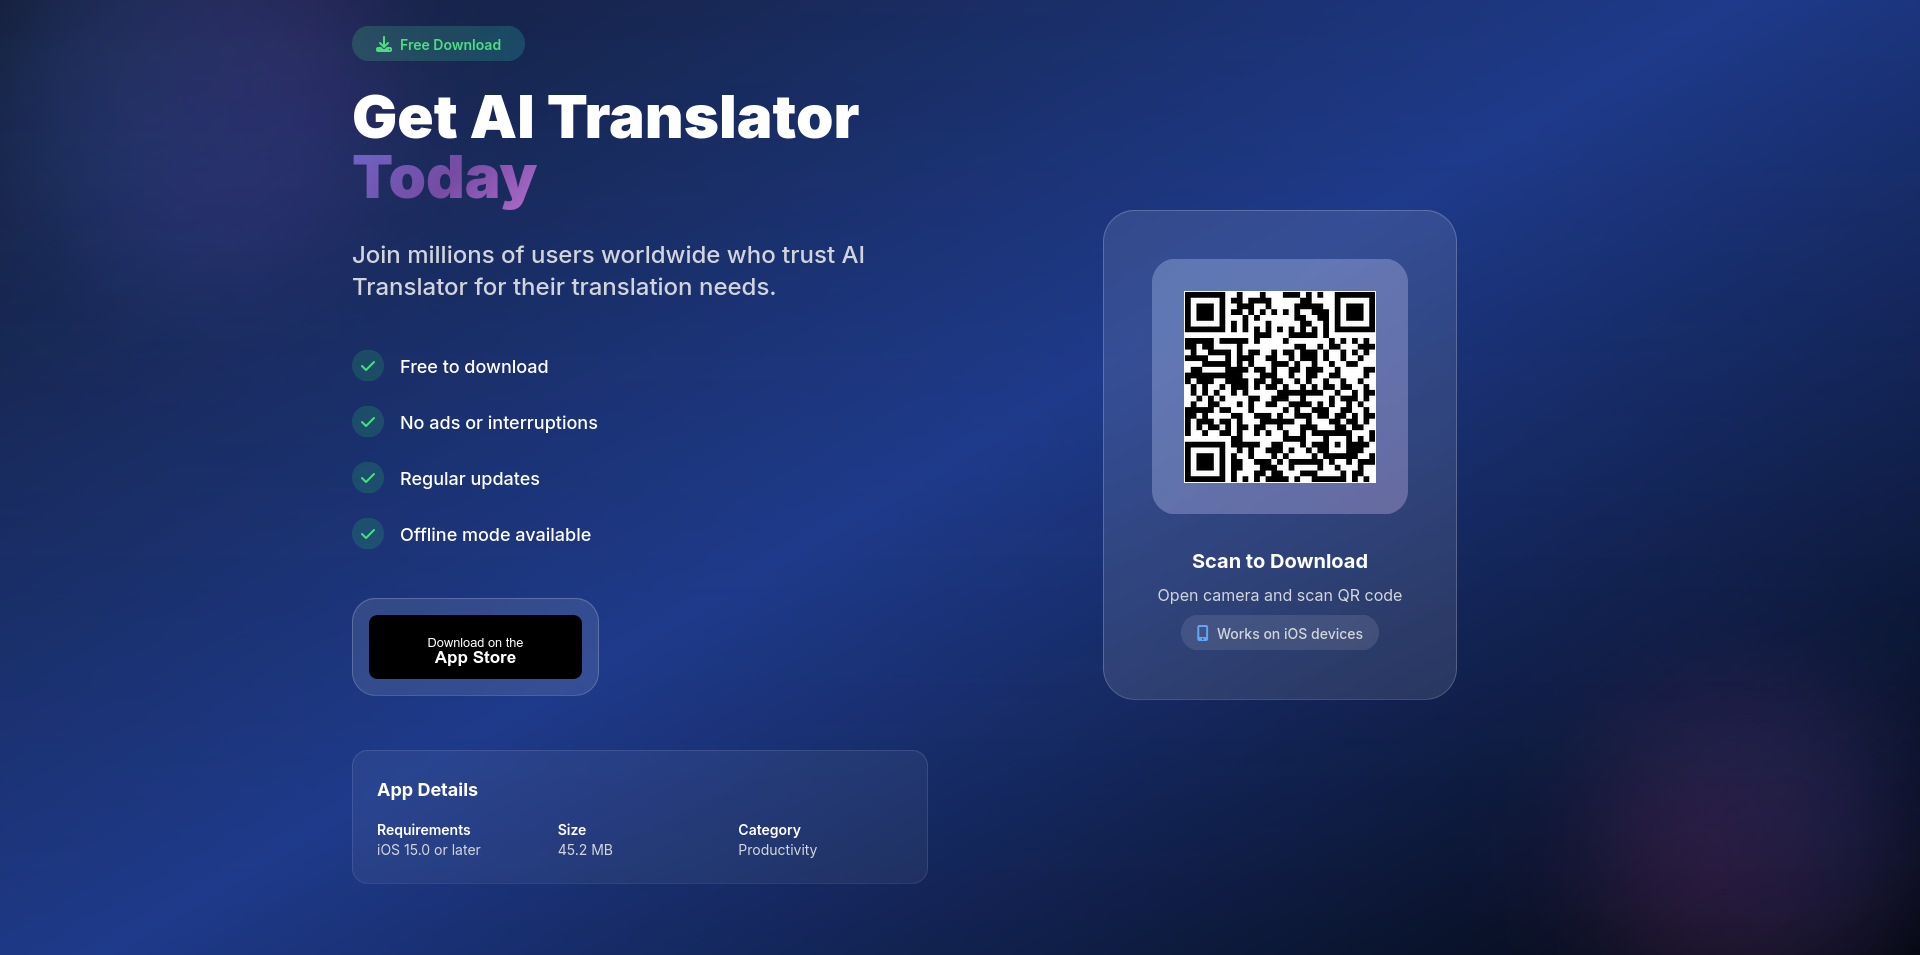 Free Download
Get AI Translator
Today
Join millions of users worldwide who trust AI
Translator for their translation needs.
Free to download
No ads or interruptions
Regular updates
Offline mode available
Download on the
App Store
App Details
Requirements
iOS 15.0 or later
Size
45.2 MB
Category
Productivity
Scan to Download
Open camera and scan QR code
Works on iOS devices